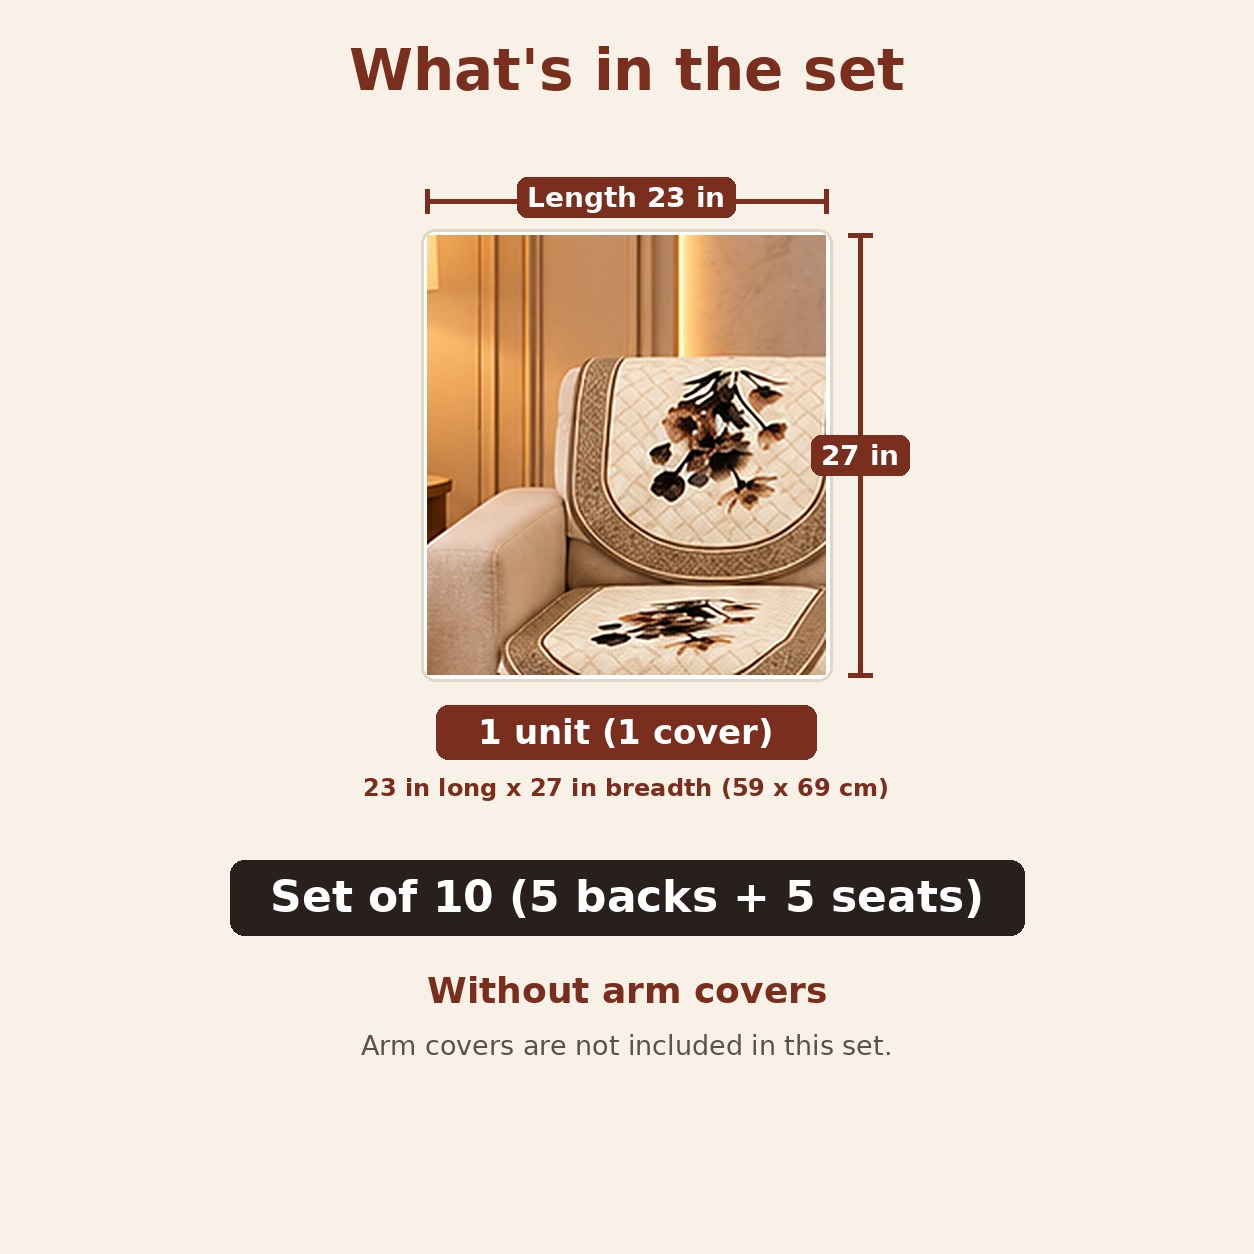 What's in the set
Length 23 in
27 in
1 unit (1 cover)
23 in long x 27 in breadth (59 x 69 cm)
Set of 10 (5 backs + 5 seats)
Without arm covers
Arm covers are not included in this set.